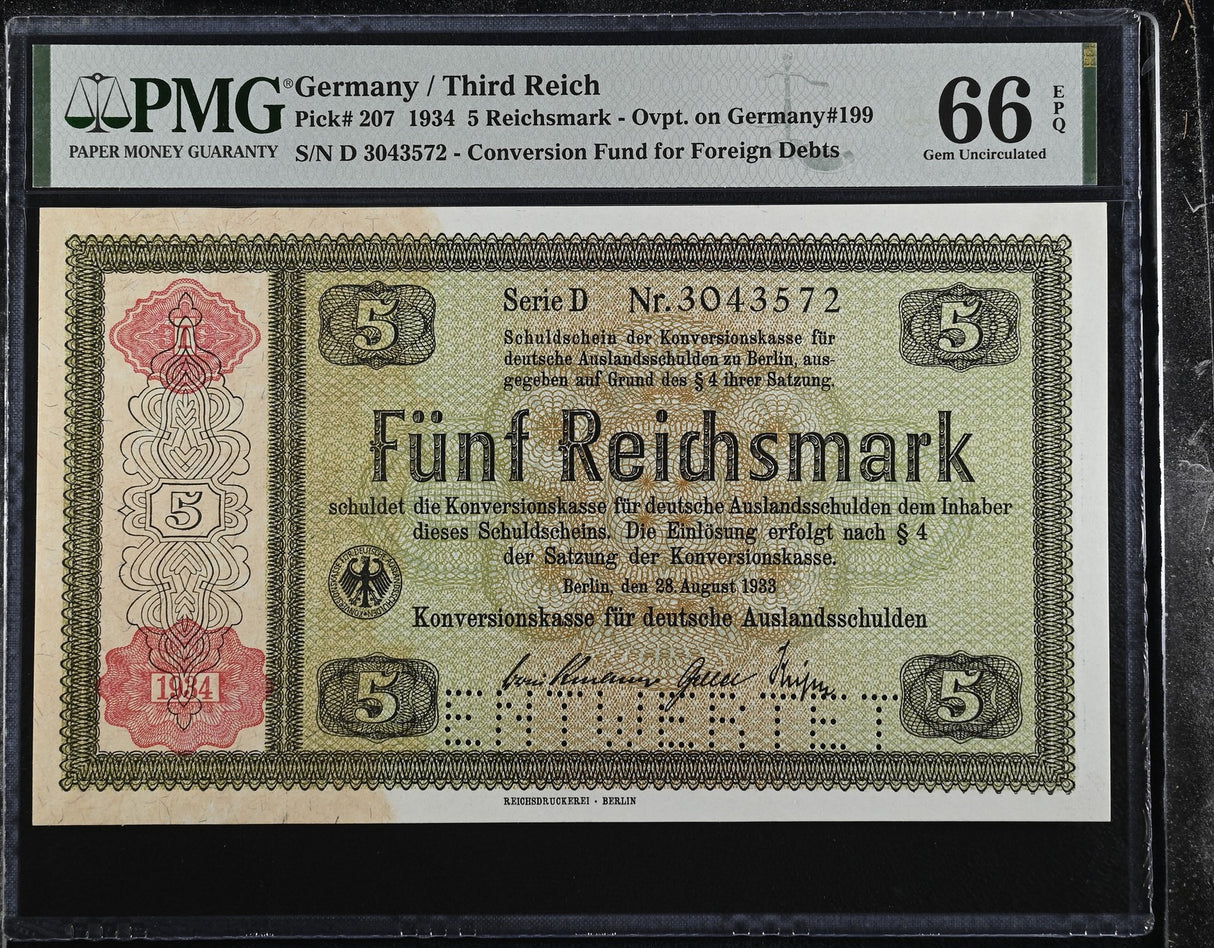 PMG®
PAPER MONEY GUARANTY
Germany / Third Reich
Pick# 207 1934 5 Reichsmark - Ovpt. on Germany#199
S/N D 3043572 - Conversion Fund for Foreign Debts
66 EPQ
Gem Uncirculated
5
Serie D Nr. 3043572
5
Schuldschein der Konversionskasse für
deutsche Auslandsschulden zu Berlin, aus-
gegeben auf Grund des § 4 ihrer Satzung.
Fünf Reichsmark
5
schuldet die Konversionskasse für deutsche Auslandsschulden dem Inhaber
dieses Schuldscheins. Die Einlösung erfolgt nach § 4
der Satzung der Konversionskasse.
Berlin, den 28. August 1933
Konversionskasse für deutsche Auslandsschulden
1934
5
5
ENTWERTET
REICHSDRUCKEREI · BERLIN